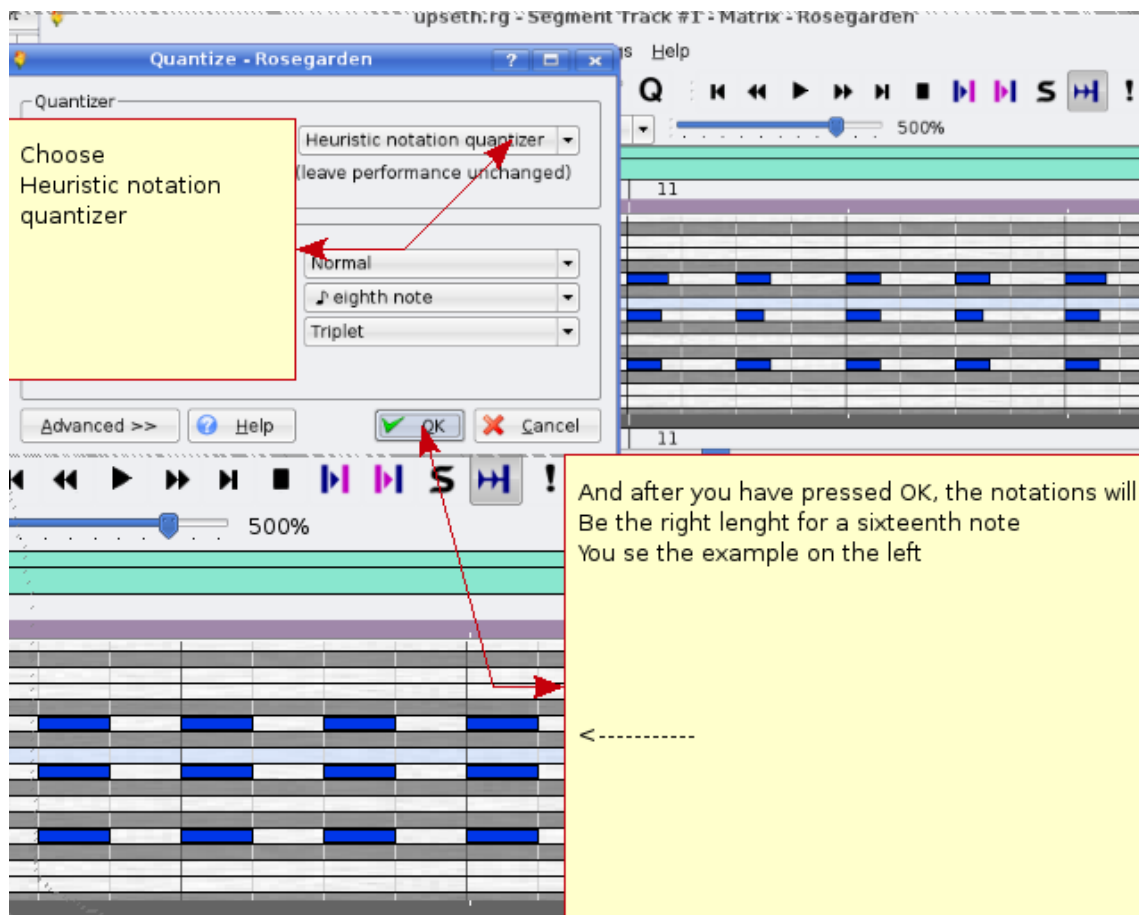 upseth.rg - Segment Track #1 - Matrix - Rosegarden
Quantize - Rosegarden
? x
gs Help
Quantizer
Q S !
Choose
Heuristic notation
quantizer
Heuristic notation quantizer
(leave performance unchanged)
500%
11
Normal
♪ eighth note
Triplet
Advanced >> Help OK Cancel
11
S !
500%
And after you have pressed OK, the notations will
Be the right lenght for a sixteenth note
You se the example on the left
<-----------